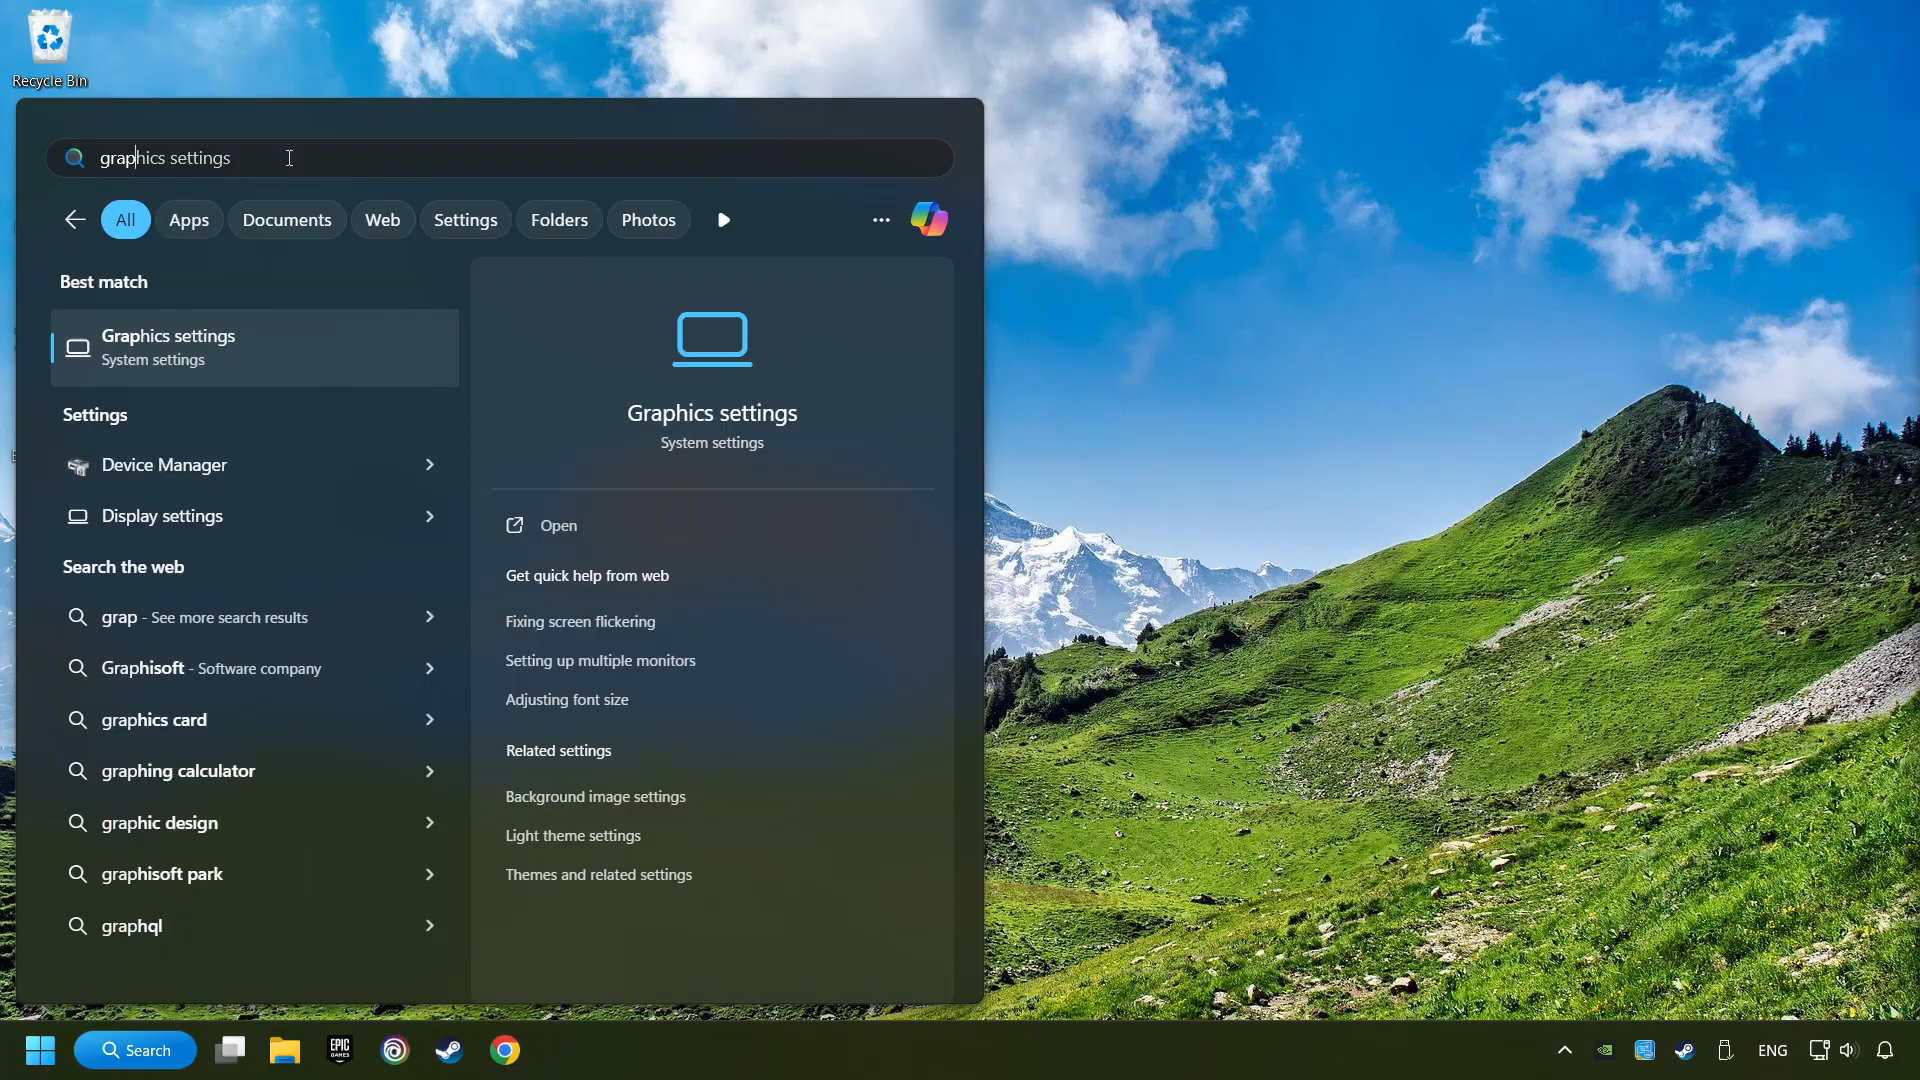 Recycle Bin
graphics settings
All
Apps
Documents
Web
Settings
Folders
Photos
Best match
Graphics settings
System settings
Settings
Device Manager
Display settings
Search the web
grap - See more search results
Graphisoft - Software company
graphics card
graphing calculator
graphic design
graphisoft park
graphql
Graphics settings
System settings
Open
Get quick help from web
Fixing screen flickering
Setting up multiple monitors
Adjusting font size
Related settings
Background image settings
Light theme settings
Themes and related settings
Search
EPIC
GAMES
ENG